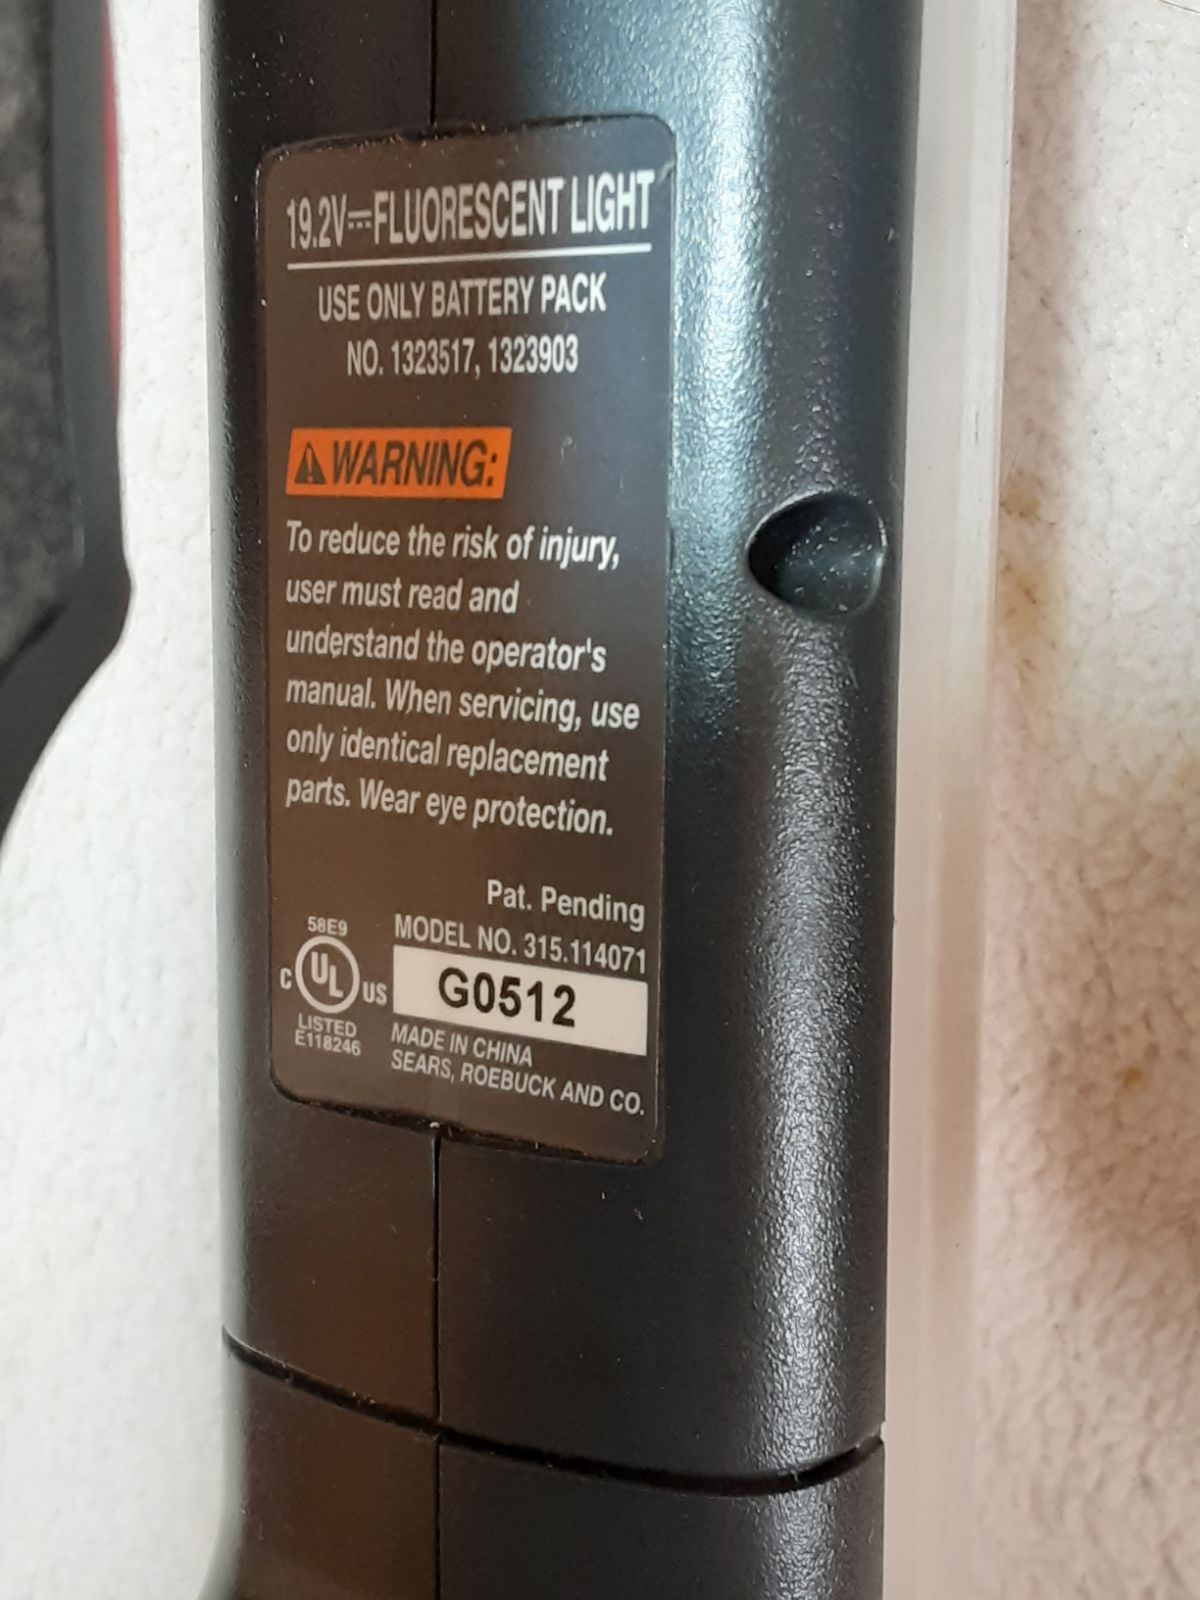 19.2V⎓FLUORESCENT LIGHT
USE ONLY BATTERY PACK
NO. 1323517, 1323903
WARNING:
To reduce the risk of injury,
user must read and
understand the operator's
manual. When servicing, use
only identical replacement
parts. Wear eye protection.
Pat. Pending
MODEL NO. 315.114071
G0512
MADE IN CHINA
SEARS, ROEBUCK AND CO.
58E9
C UL US
LISTED
E118246